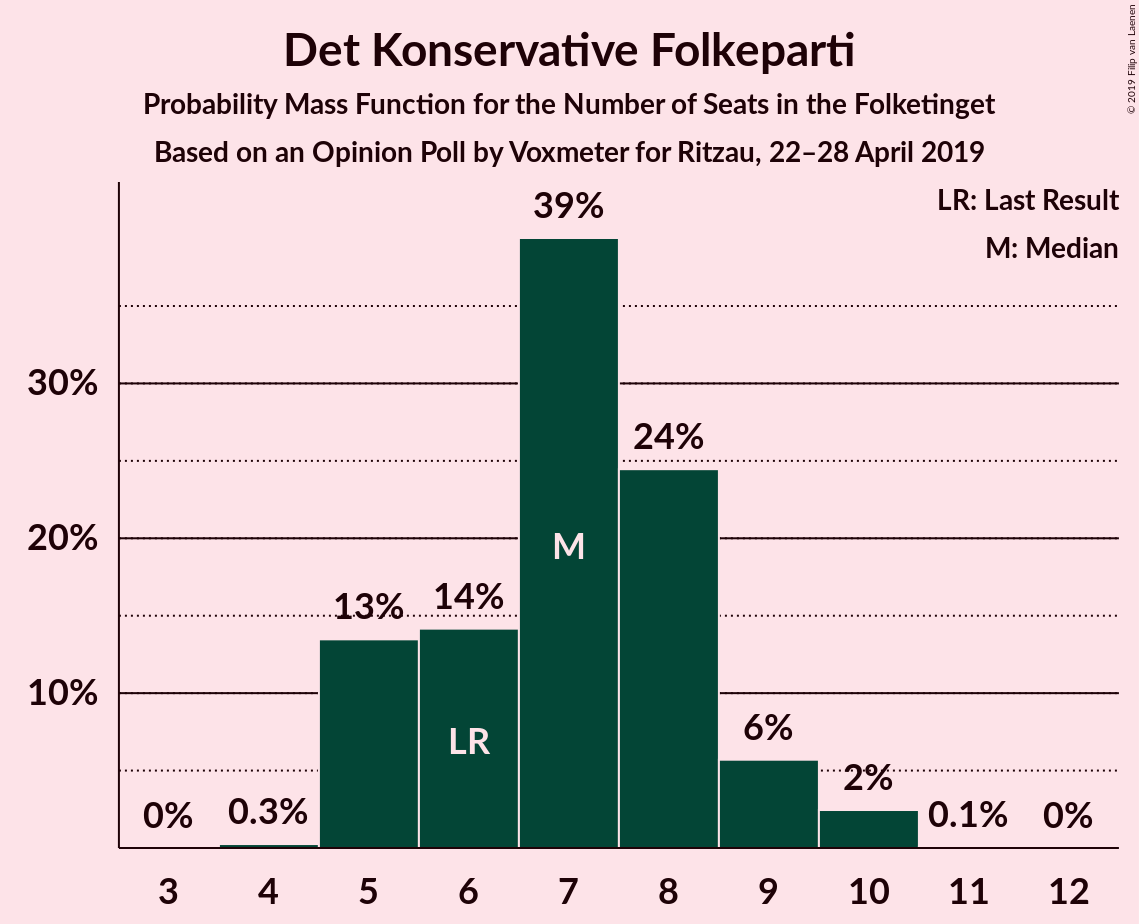 Det Konservative Folkeparti
Probability Mass Function for the Number of Seats in the Folketinget
Based on an Opinion Poll by Voxmeter for Ritzau, 22–28 April 2019
© 2019 Filip van Laenen
LR: Last Result
M: Median
39%
30%
24%
20%
M
13%
14%
10%
LR
6%
2%
0%
0.3%
0.1%
0%
3 4 5 6 7 8 9 10 11 12